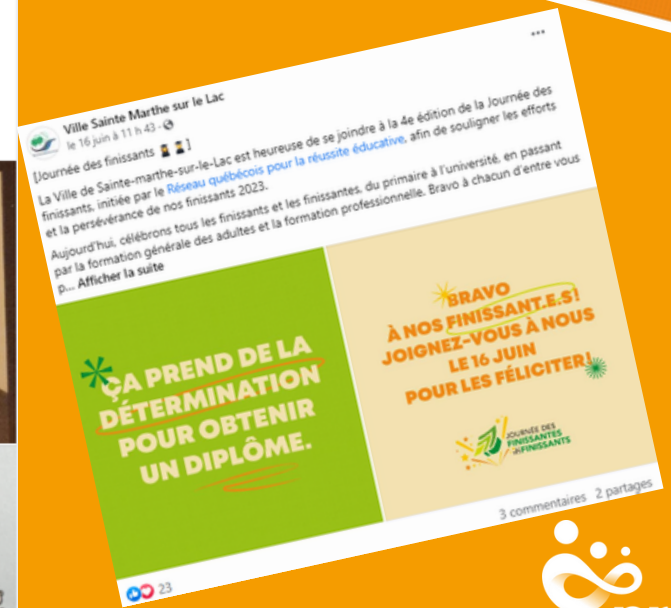 Ville Sainte Marthe sur le Lac
le 16 juin à 11 h 43 ·
[Journée des finissants 👩‍🎓 👨‍🎓]
La Ville de Sainte-marthe-sur-le-Lac est heureuse de se joindre à la 4e édition de la Journée des
finissants, initiée par le Réseau québécois pour la réussite éducative, afin de souligner les efforts
et la persévérance de nos finissants 2023.
Aujourd'hui, célébrons tous les finissants et les finissantes, du primaire à l'université, en passant
par la formation générale des adultes et la formation professionnelle. Bravo à chacun d'entre vous
p... Afficher la suite
ÇA PREND DE LA
DÉTERMINATION
POUR OBTENIR
UN DIPLÔME.
BRAVO
À NOS FINISSANT.E.S!
JOIGNEZ-VOUS À NOUS
LE 16 JUIN
POUR LES FÉLICITER!
JOURNÉE DES
FINISSANTES
et FINISSANTS
23
3 commentaires 2 partages